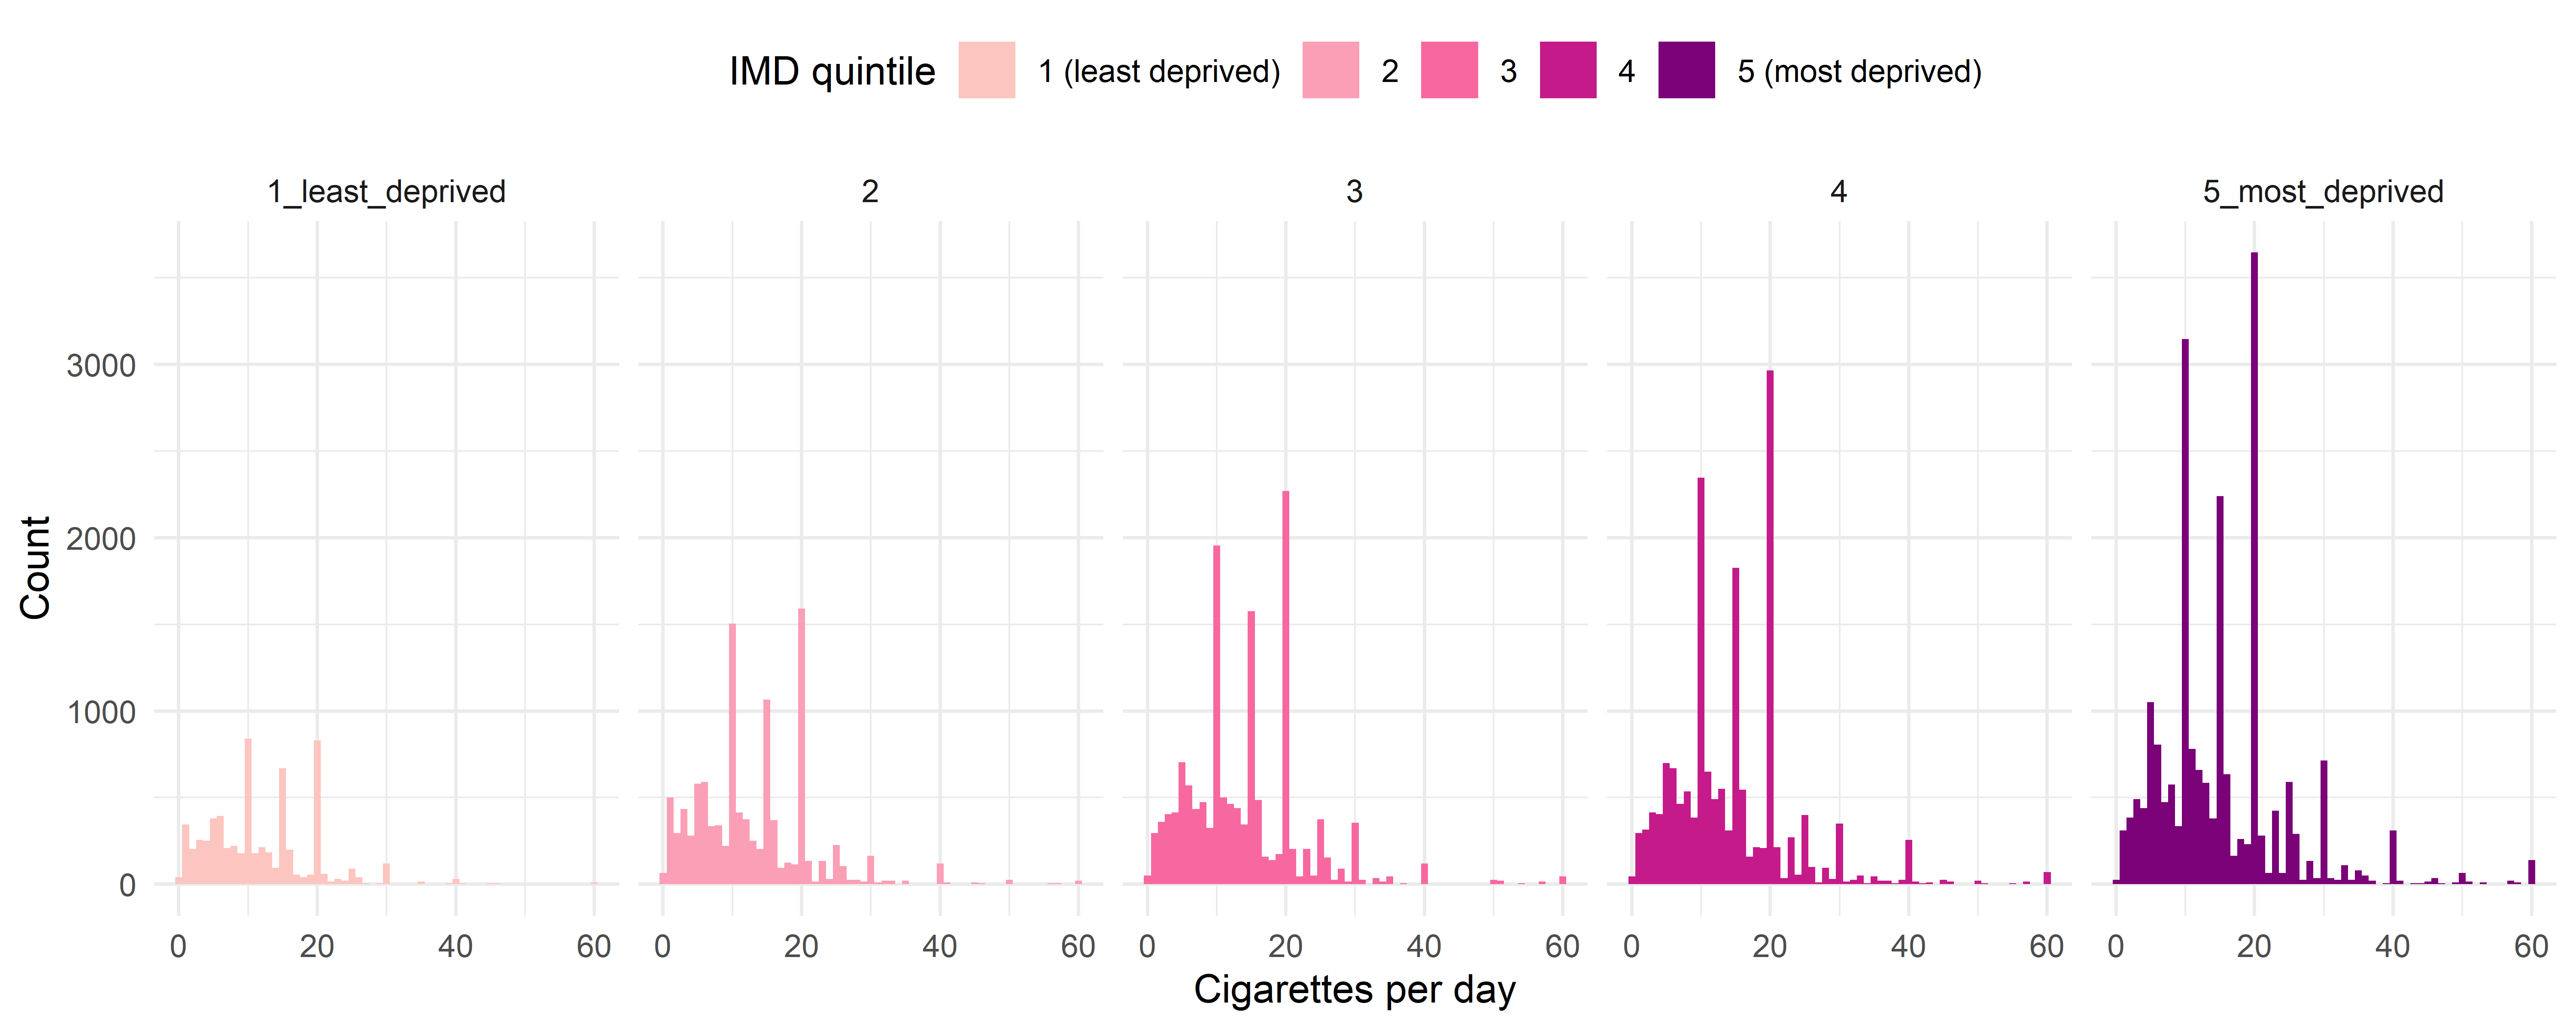 IMD quintile 1 (least deprived) 2 3 4 5 (most deprived)
1_least_deprived 2 3 4 5_most_deprived
Count
3000
2000
1000
0
0 20 40 60 0 20 40 60 0 20 40 60 0 20 40 60 0 20 40 60
Cigarettes per day